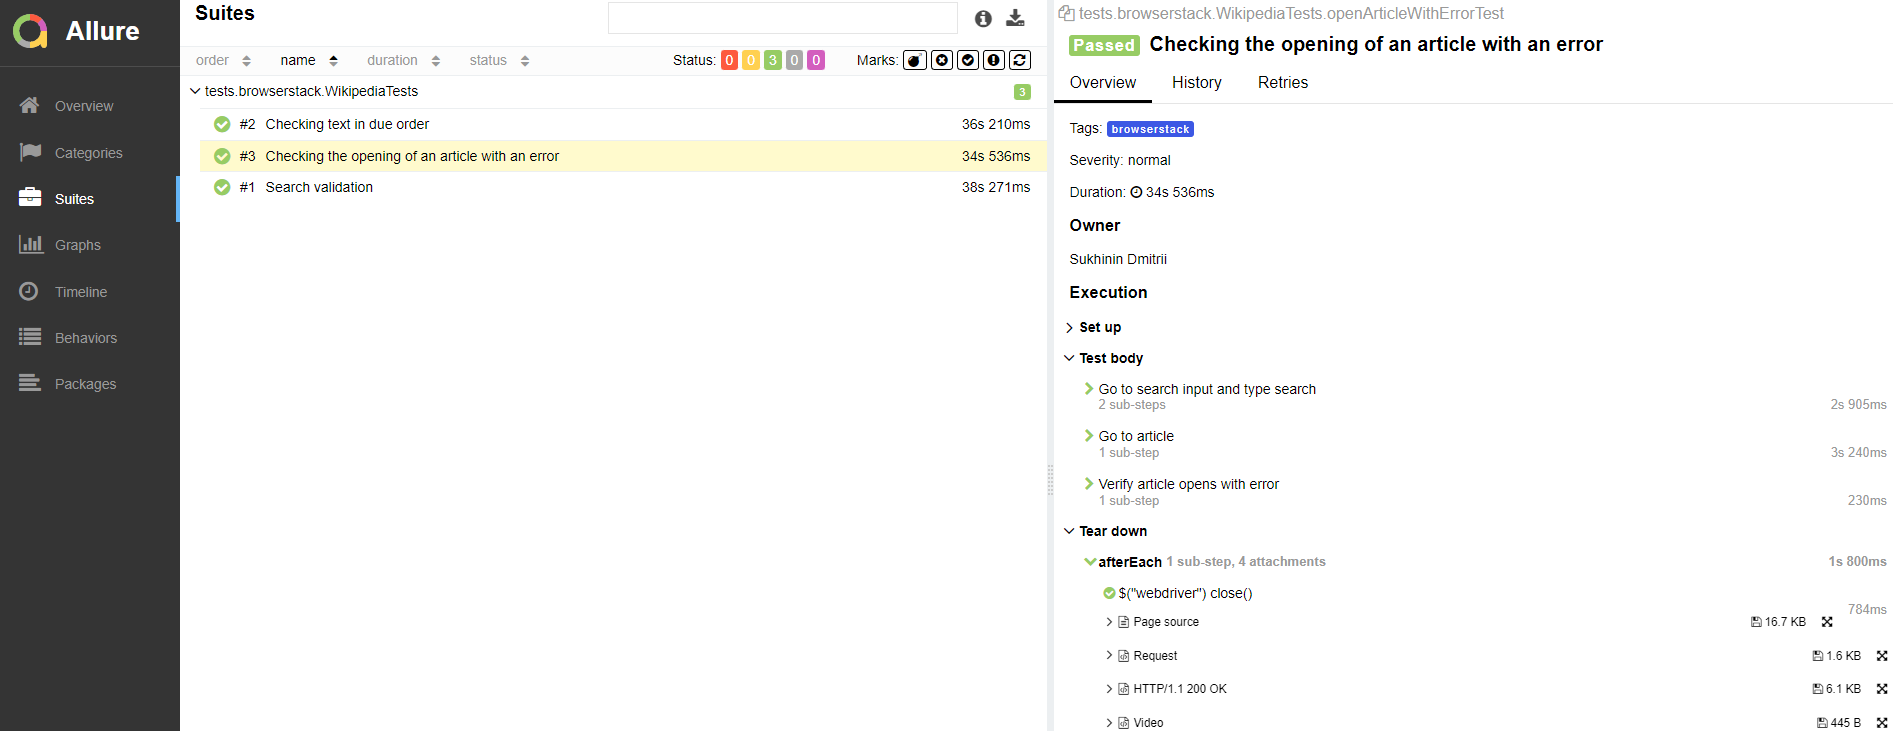 Allure
Overview
Categories
Suites
Graphs
Timeline
Behaviors
Packages
Suites
order name duration status Status: 0 0 3 0 0 Marks:
tests.browserstack.WikipediaTests 3
#2 Checking text in due order 36s 210ms
#3 Checking the opening of an article with an error 34s 536ms
#1 Search validation 38s 271ms
tests.browserstack.WikipediaTests.openArticleWithErrorTest
Passed Checking the opening of an article with an error
Overview History Retries
Tags: browserstack
Severity: normal
Duration: 34s 536ms
Owner
Sukhinin Dmitrii
Execution
Set up
Test body
Go to search input and type search
2 sub-steps 2s 905ms
Go to article
1 sub-step 3s 240ms
Verify article opens with error
1 sub-step 230ms
Tear down
afterEach 1 sub-step, 4 attachments 1s 800ms
$("webdriver") close()
784ms
Page source 16.7 KB
Request 1.6 KB
HTTP/1.1 200 OK 6.1 KB
Video 445 B